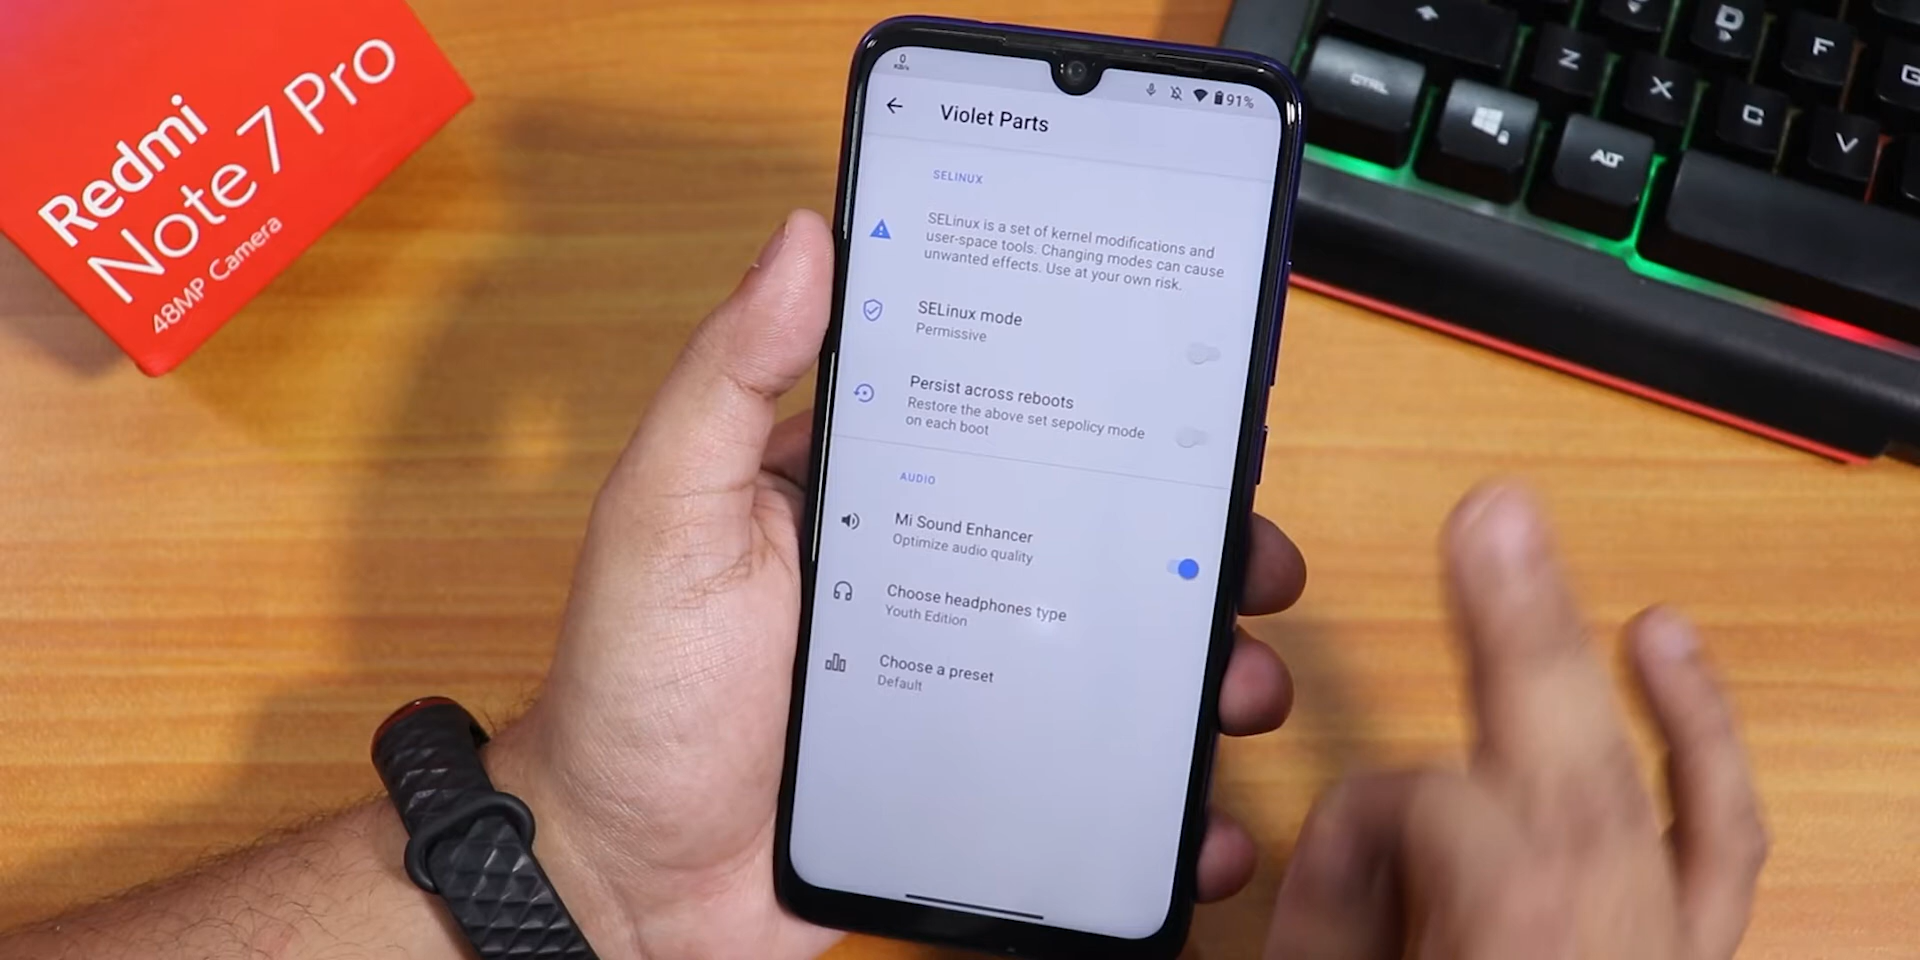 Redmi
Note 7 Pro
48MP Camera
0
KB/s
91%
Violet Parts
SELINUX
SELinux is a set of kernel modifications and
user-space tools. Changing modes can cause
unwanted effects. Use at your own risk.
SELinux mode
Permissive
Persist across reboots
Restore the above set sepolicy mode
on each boot
AUDIO
Mi Sound Enhancer
Optimize audio quality
Choose headphones type
Youth Edition
Choose a preset
Default
D
F
G
Z
X
C
V
CTRL
ALT